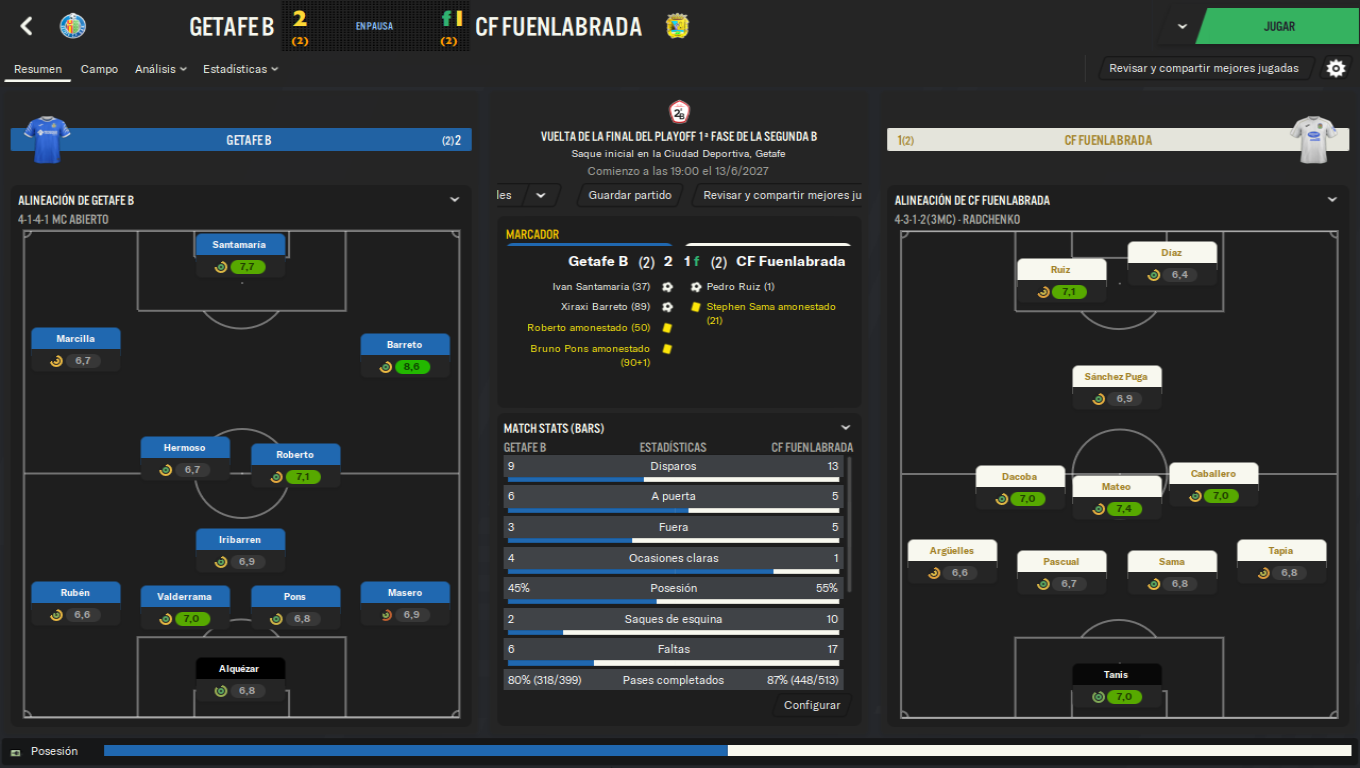 GETAFE B
2
(2)
EN PAUSA
f1
(2)
CF FUENLABRADA
JUGAR
Resumen
Campo
Análisis
Estadísticas
Revisar y compartir mejores jugadas
GETAFE B
(2)2
VUELTA DE LA FINAL DEL PLAYOFF 1ª FASE DE LA SEGUNDA B
Saque inicial en la Ciudad Deportiva, Getafe
Comienzo a las 19:00 el 13/6/2027
les
Guardar partido
Revisar y compartir mejores ju
1(2)
CF FUENLABRADA
ALINEACIÓN DE GETAFE B
4-1-4-1 MC ABIERTO
Santamaría
7,7
Marcilla
6,7
Barreto
8,6
Hermoso
6,7
Roberto
7,1
Iribarren
6,9
Rubén
6,6
Valderrama
7,0
Pons
6,8
Masero
6,9
Alquézar
6,8
MARCADOR
Getafe B (2) 2 1 f (2) CF Fuenlabrada
Ivan Santamaría (37)
Pedro Ruiz (1)
Xiraxi Barreto (89)
Stephen Sama amonestado
(21)
Roberto amonestado (50)
Bruno Pons amonestado
(90+1)
MATCH STATS (BARS)
GETAFE B ESTADÍSTICAS CF FUENLABRADA
9 Disparos 13
6 A puerta 5
3 Fuera 5
4 Ocasiones claras 1
45% Posesión 55%
2 Saques de esquina 10
6 Faltas 17
80% (318/399) Pases completados 87% (448/513)
Configurar
ALINEACIÓN DE CF FUENLABRADA
4-3-1-2 (3MC) - RADCHENKO
Ruiz
7,1
Díaz
6,4
Sánchez Puga
6,9
Dacoba
7,0
Mateo
7,4
Caballero
7,0
Argüelles
6,6
Pascual
6,7
Sama
6,8
Tapia
6,8
Tanis
7,0
Posesión